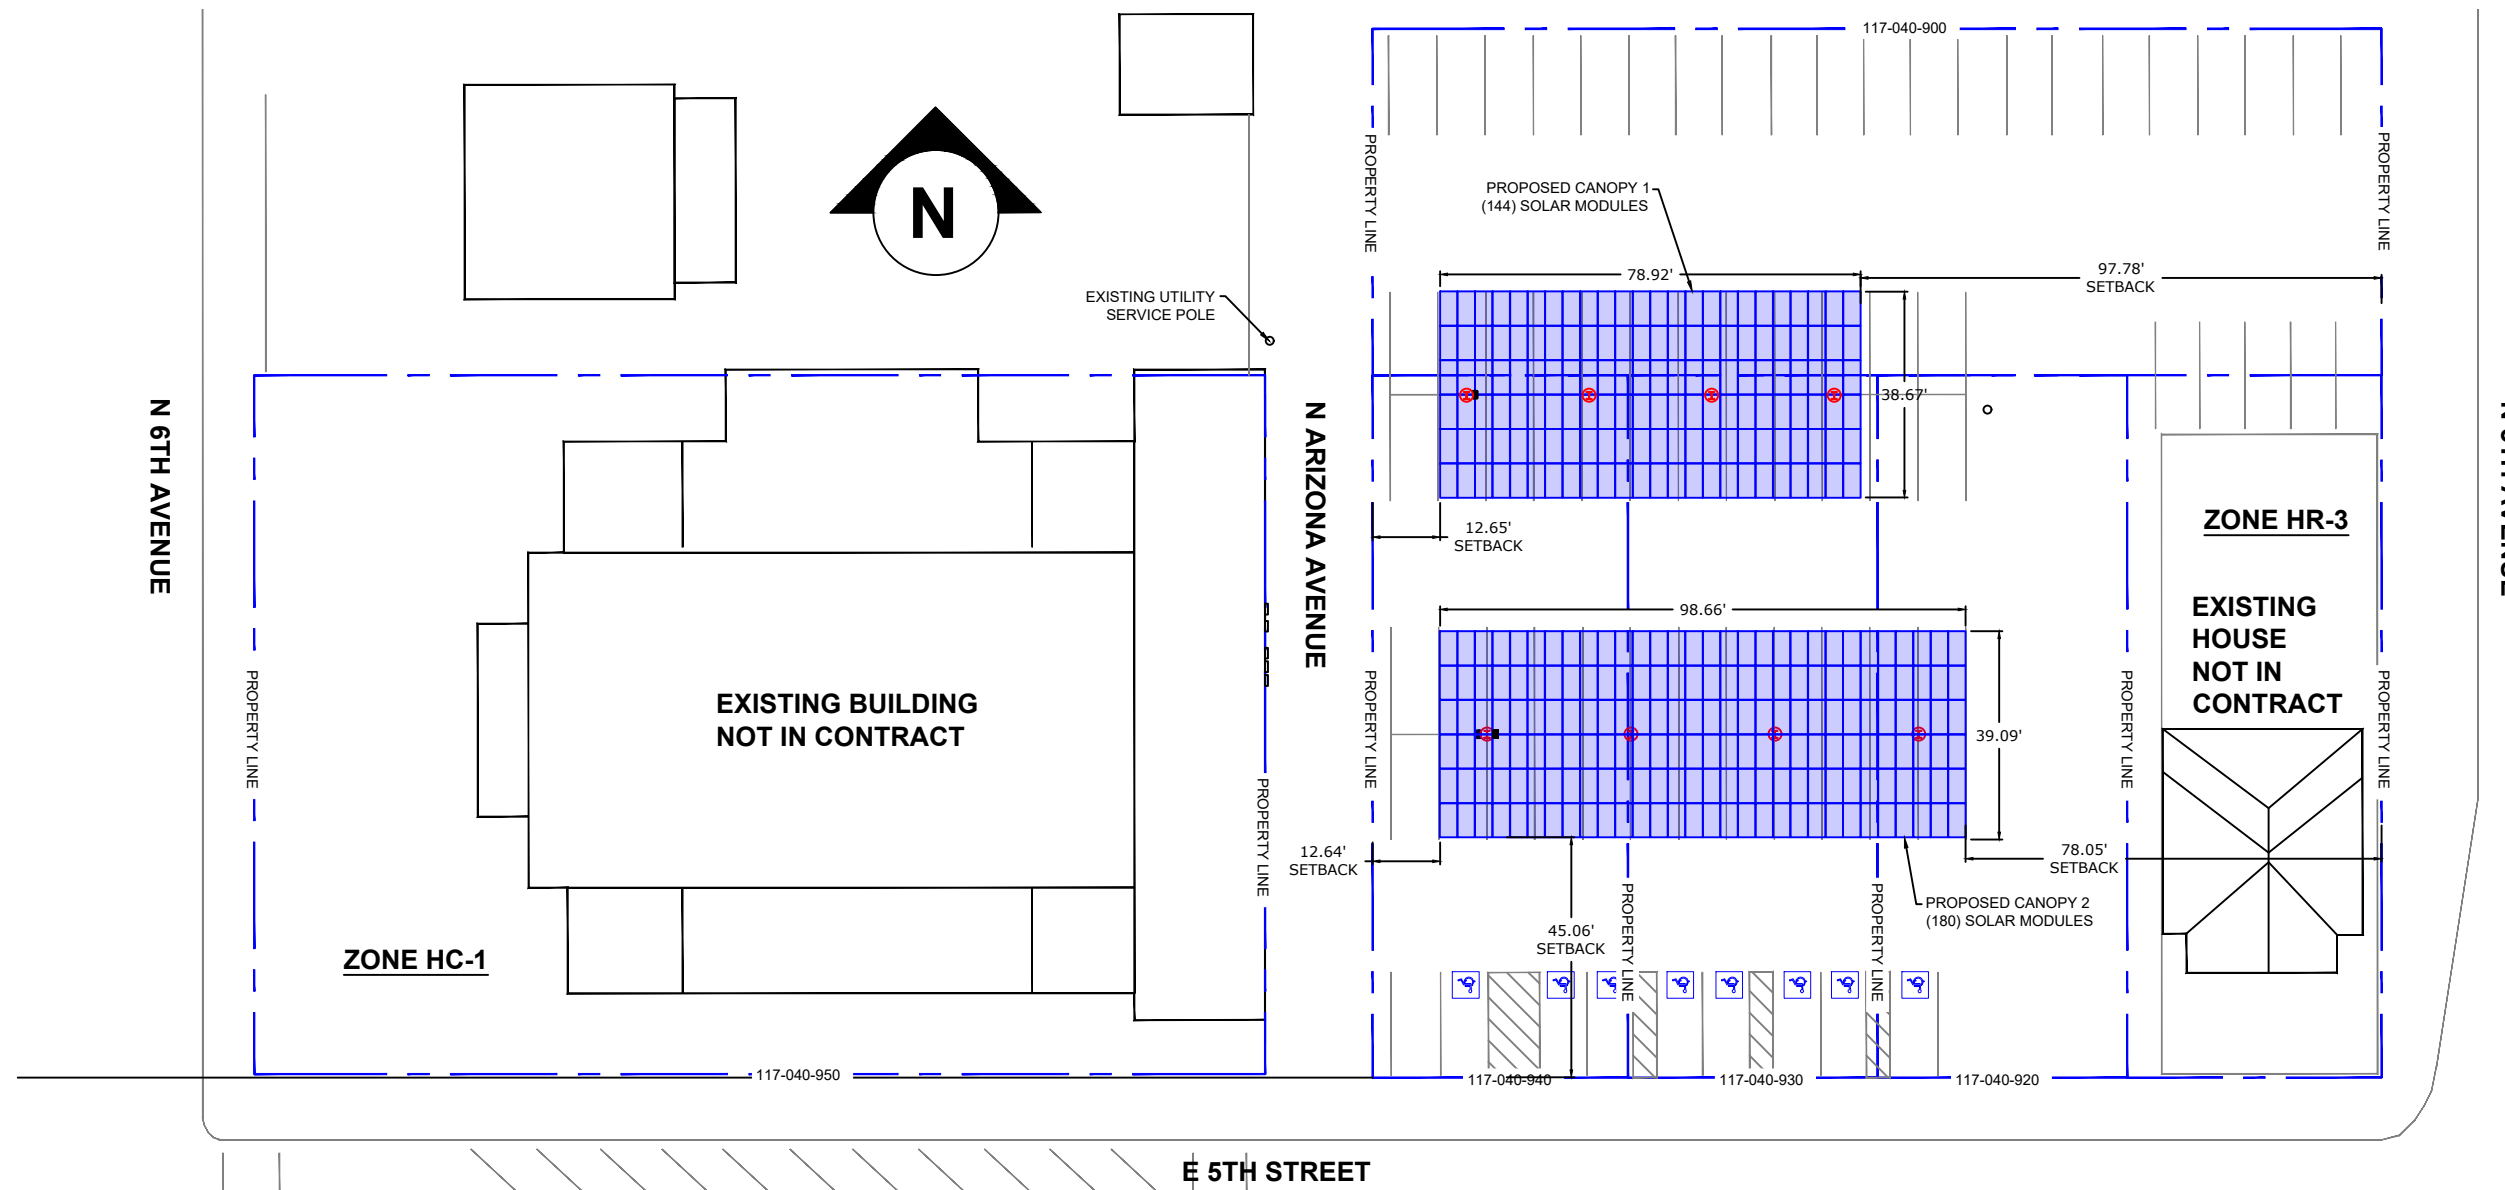 117-040-900
N
PROPOSED CANOPY 1
(144) SOLAR MODULES
PROPERTY LINE
PROPERTY LINE
EXISTING UTILITY
SERVICE POLE
78.92'
97.78'
SETBACK
38.67'
N 6TH AVENUE
N ARIZONA AVENUE
AVENUE
12.65'
SETBACK
ZONE HR-3
EXISTING
HOUSE
NOT IN
CONTRACT
98.66'
39.09'
EXISTING BUILDING
NOT IN CONTRACT
PROPERTY LINE
PROPERTY LINE
PROPERTY LINE
PROPERTY LINE
PROPERTY LINE
12.64'
SETBACK
78.05'
SETBACK
PROPOSED CANOPY 2
(180) SOLAR MODULES
PROPERTY LINE
PROPERTY LINE
45.06'
SETBACK
ZONE HC-1
117-040-950
117-040-940
117-040-930
117-040-920
E 5TH STREET